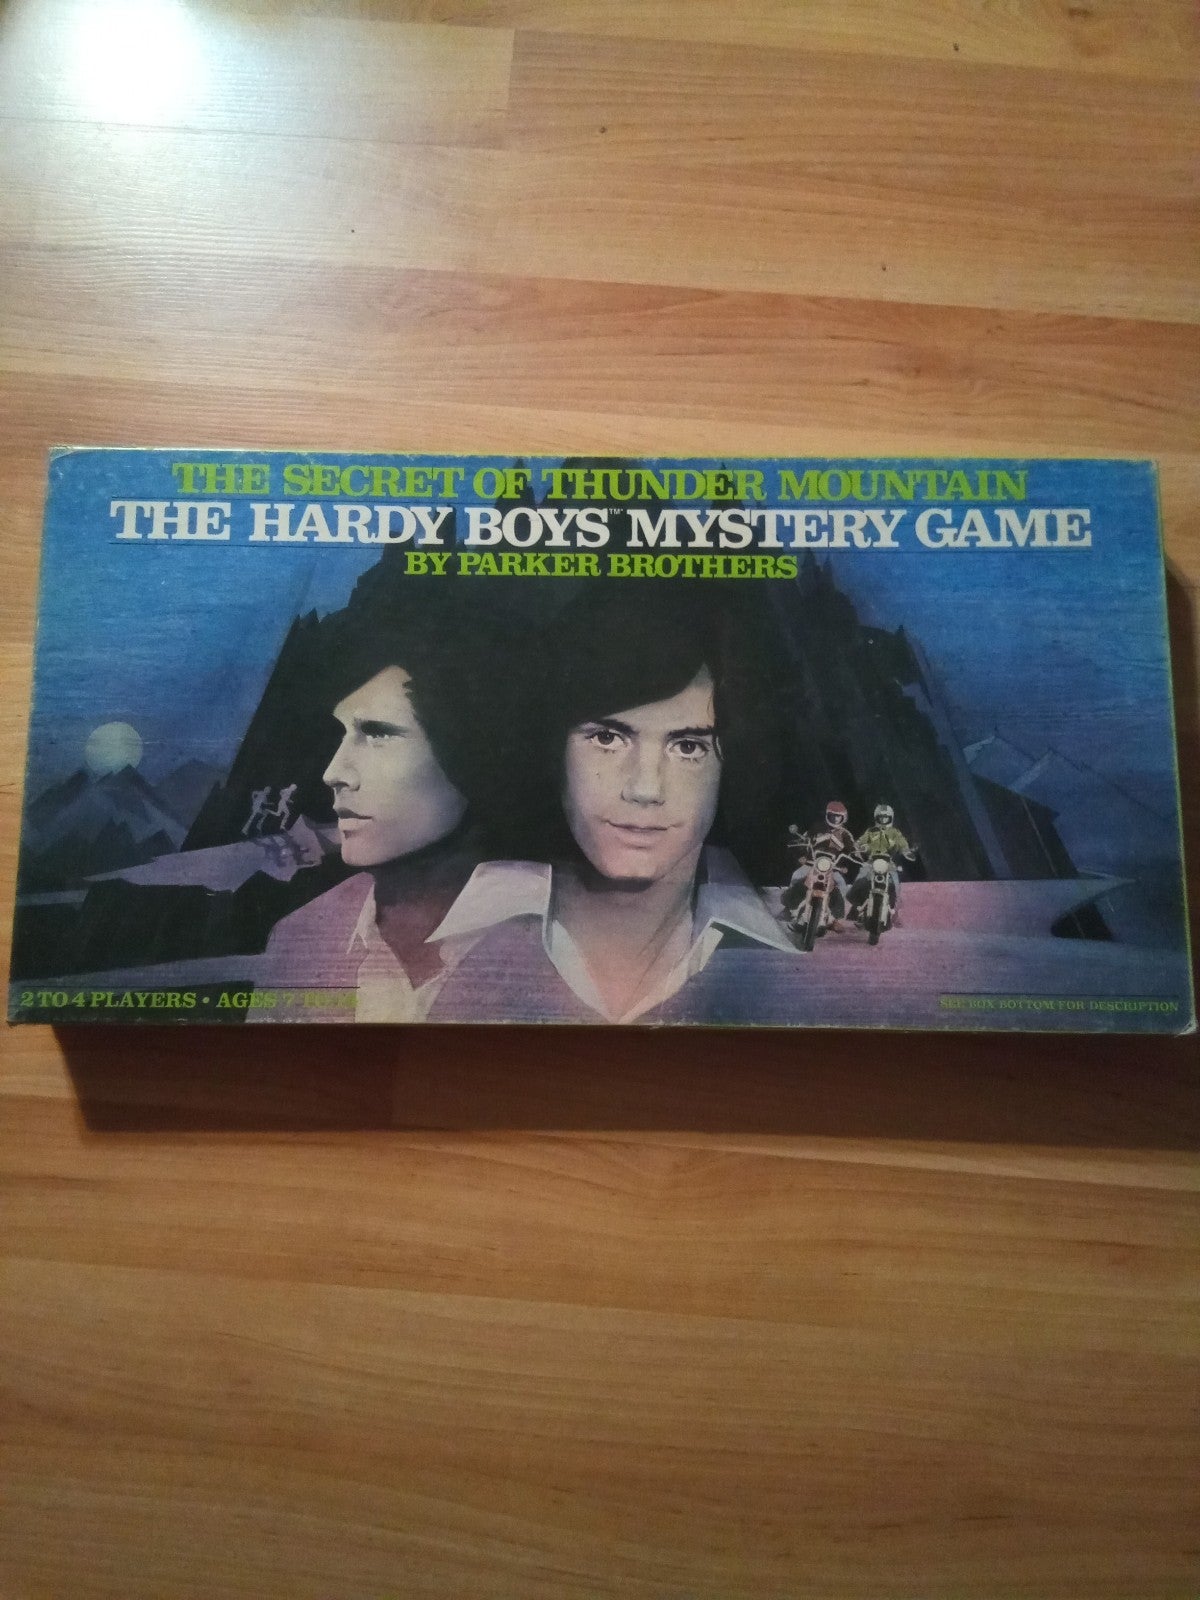 THE SECRET OF THUNDER MOUNTAIN
THE HARDY BOYS™ MYSTERY GAME
BY PARKER BROTHERS
2 TO 4 PLAYERS • AGES 7 TO
SEE BOX BOTTOM FOR DESCRIPTION